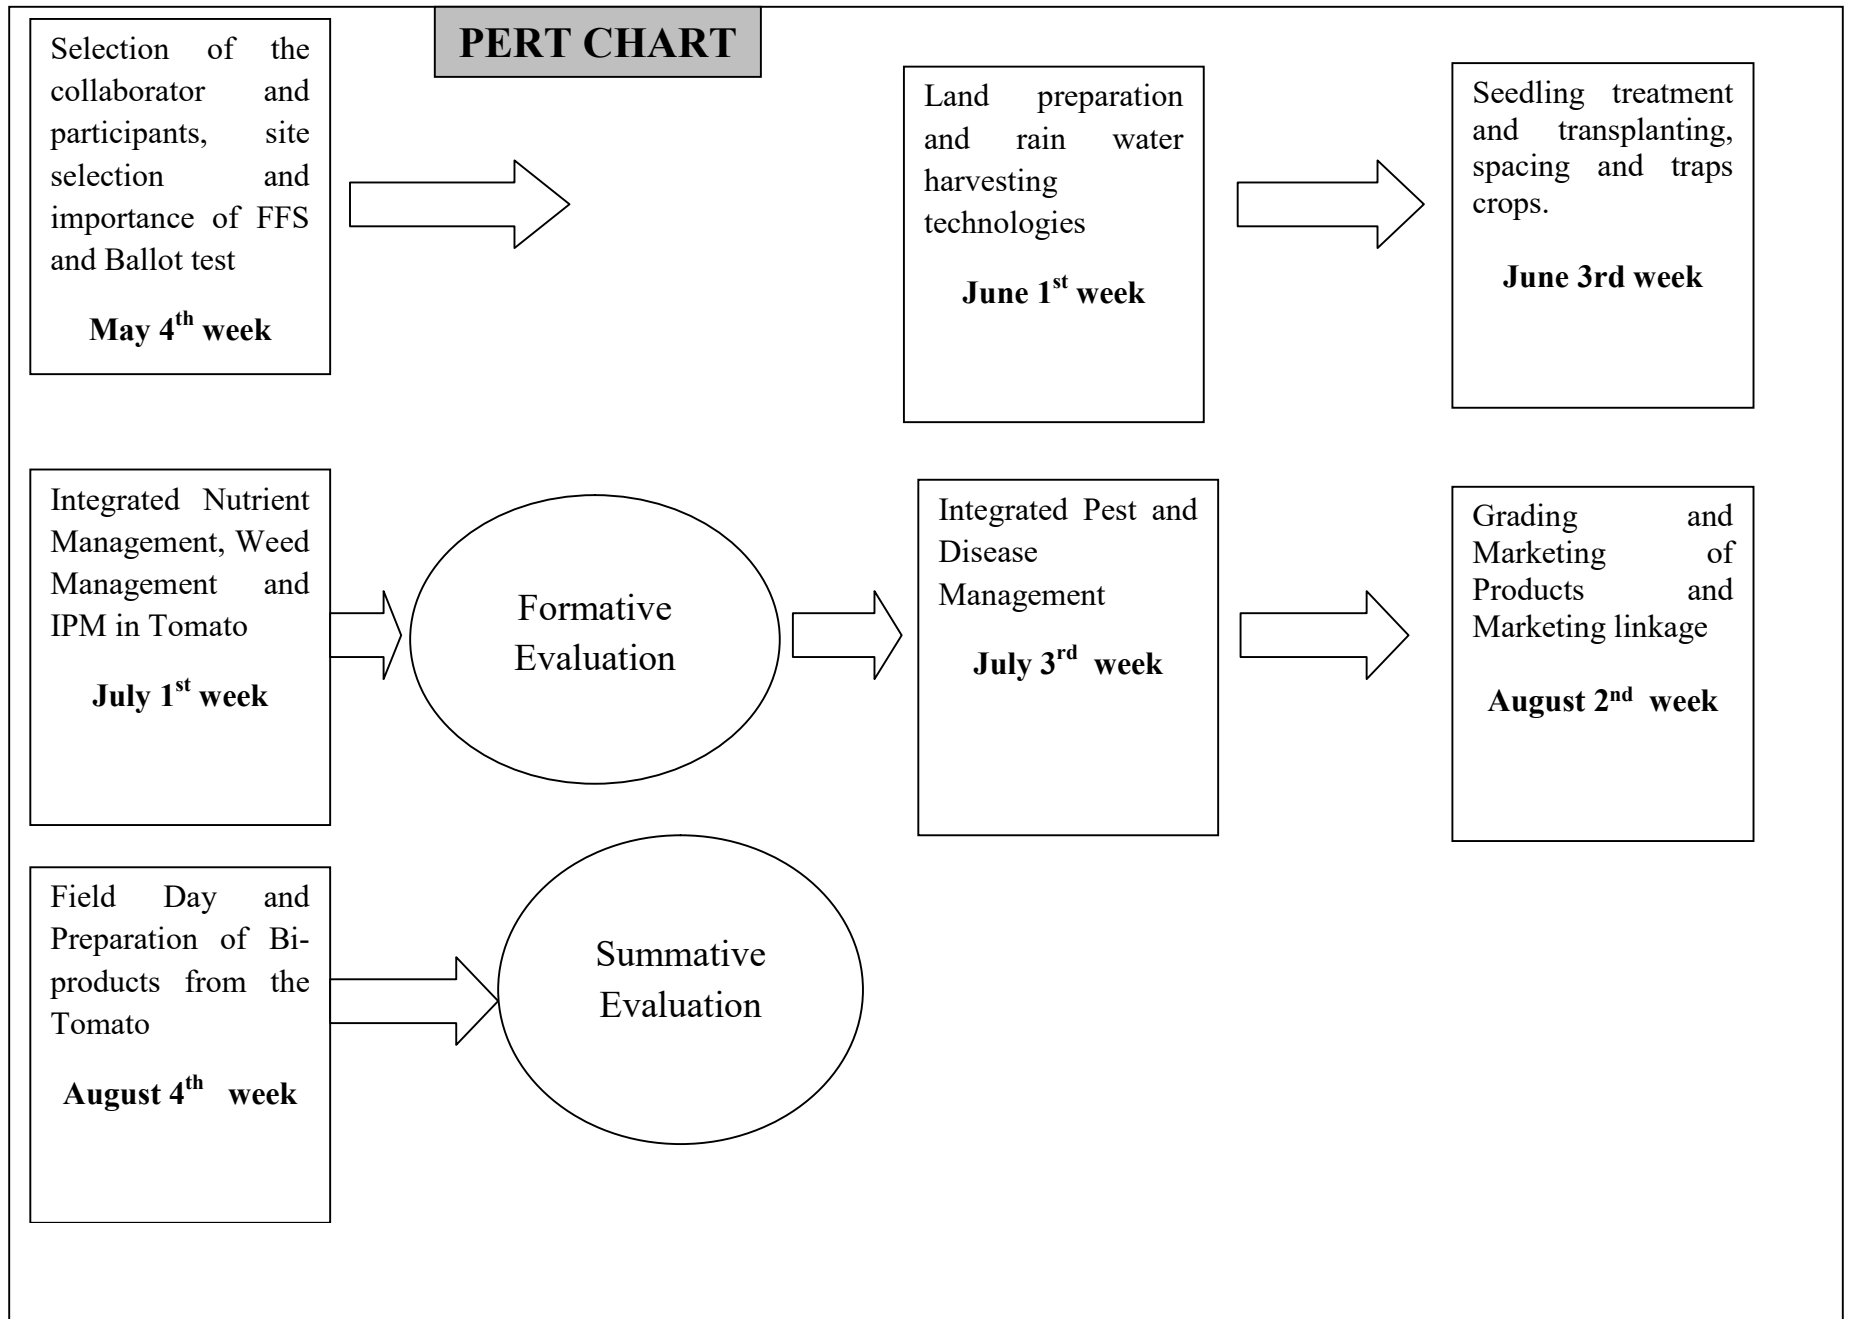 PERT CHART
Selection of the
collaborator and
participants, site
selection and
importance of FFS
and Ballot test
May 4th week
Land preparation
and rain water
harvesting
technologies
June 1st week
Seedling treatment
and transplanting,
spacing and traps
crops.
June 3rd week
Integrated Nutrient
Management, Weed
Management and
IPM in Tomato
July 1st week
Formative
Evaluation
Integrated Pest and
Disease
Management
July 3rd week
Grading and
Marketing of
Products and
Marketing linkage
August 2nd week
Field Day and
Preparation of Bi-
products from the
Tomato
August 4th week
Summative
Evaluation